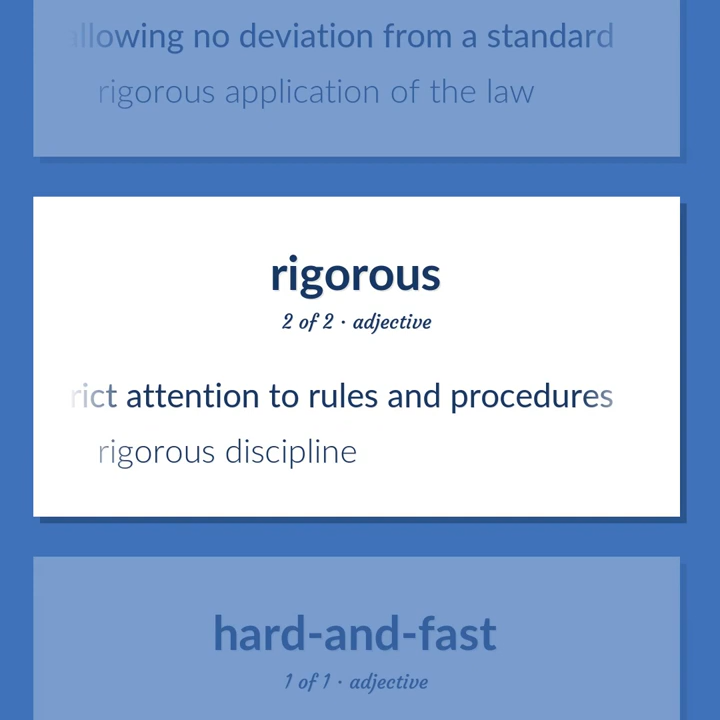 allowing no deviation from a standard
rigorous application of the law
rigorous
2 of 2 · adjective
rict attention to rules and procedures
rigorous discipline
hard-and-fast
1 of 1 · adjective